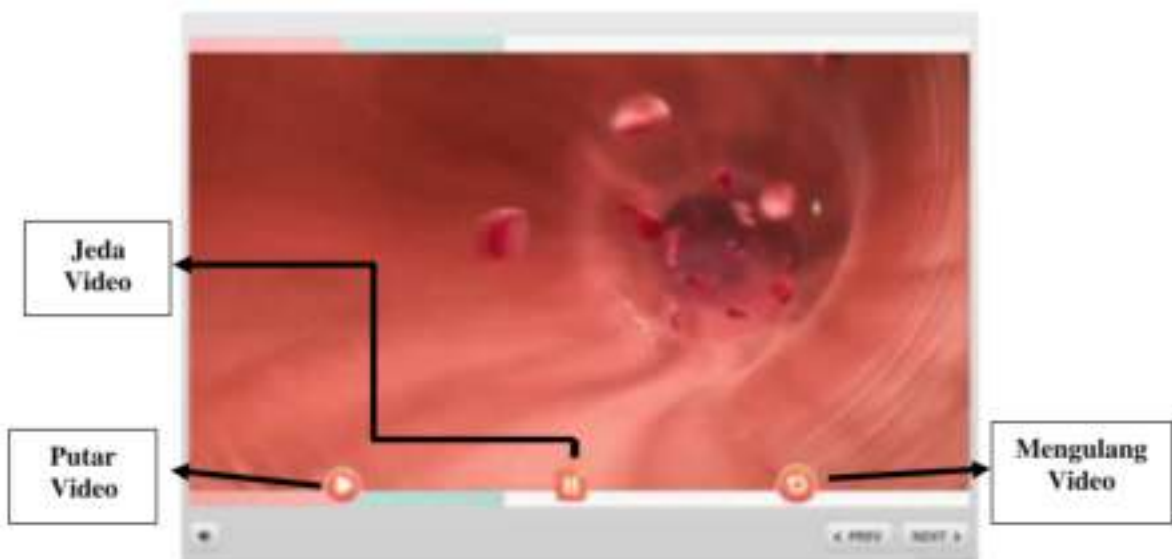 Jeda
Video
Putar
Video
Mengulang
Video
< PREV
NEXT >